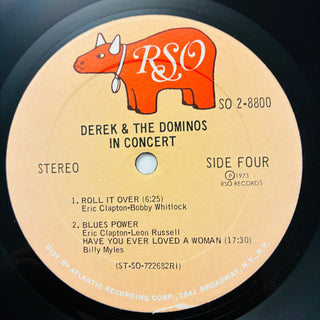 RSO
SO 2-8800
DEREK & THE DOMINOS
IN CONCERT
STEREO
SIDE FOUR
Ⓟ 1973
RSO RECORDS
1. ROLL IT OVER (6:25)
Eric Clapton-Bobby Whitlock
2. BLUES POWER
Eric Clapton-Leon Russell
HAVE YOU EVER LOVED A WOMAN (17:30)
Billy Myles
(ST-SO-722682RI)
DIST. BY ATLANTIC RECORDING CORP., 1841 BROADWAY, N.Y., N.Y.